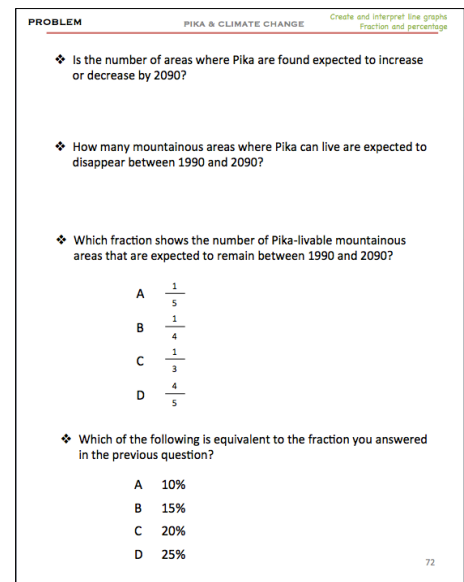 PROBLEM
PIKA & CLIMATE CHANGE
Create and interpret line graphs
Fraction and percentage
❖ Is the number of areas where Pika are found expected to increase
or decrease by 2090?
❖ How many mountainous areas where Pika can live are expected to
disappear between 1990 and 2090?
❖ Which fraction shows the number of Pika-livable mountainous
areas that are expected to remain between 1990 and 2090?
A 1/5
B 1/4
C 1/3
D 4/5
❖ Which of the following is equivalent to the fraction you answered
in the previous question?
A 10%
B 15%
C 20%
D 25%
72